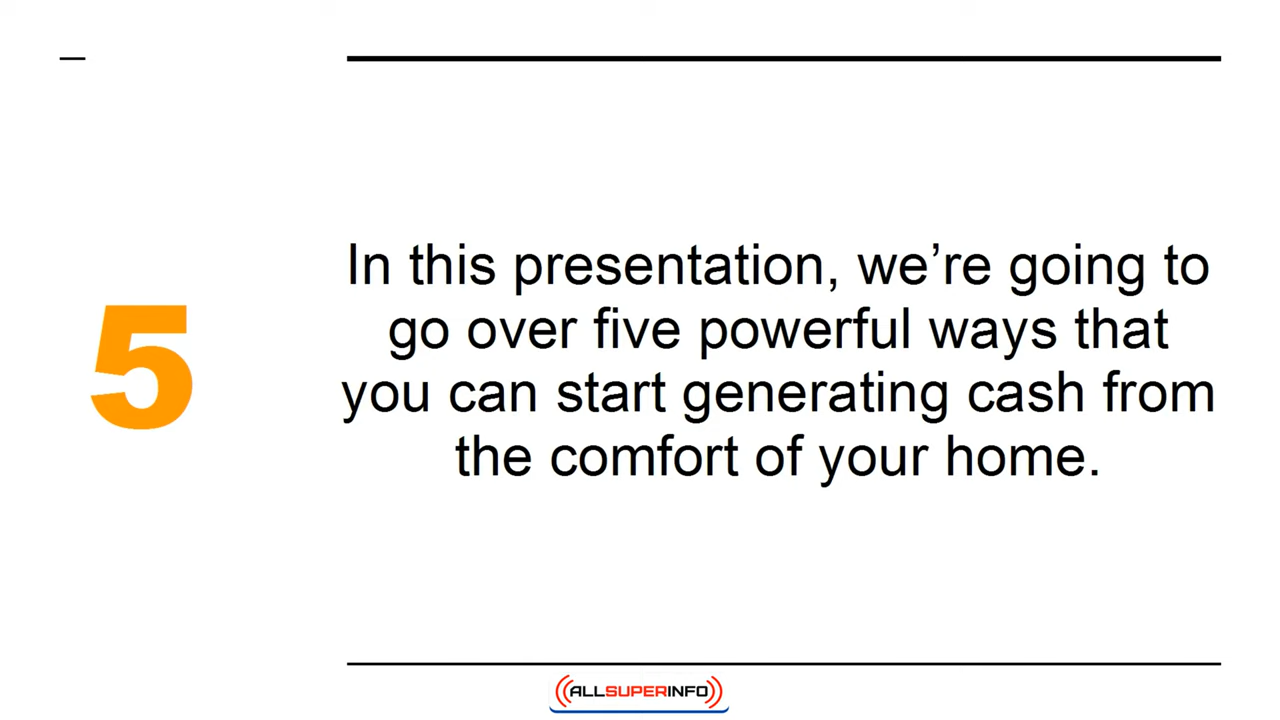 5
In this presentation, we’re going to
go over five powerful ways that
you can start generating cash from
the comfort of your home.
ALLSUPERINFO